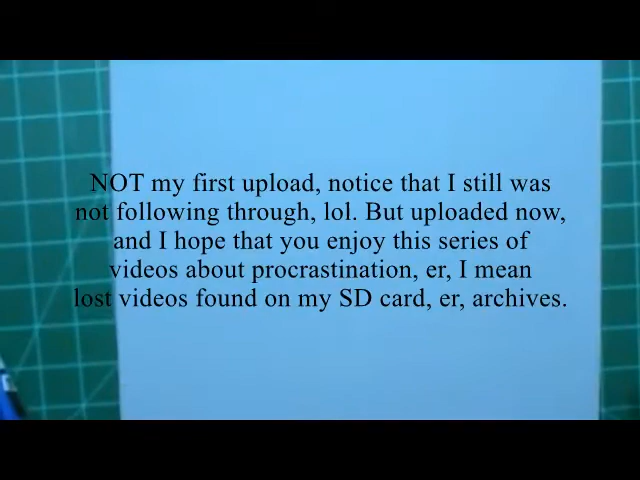 NOT my first upload, notice that I still was
not following through, lol. But uploaded now,
and I hope that you enjoy this series of
videos about procrastination, er, I mean
lost videos found on my SD card, er, archives.